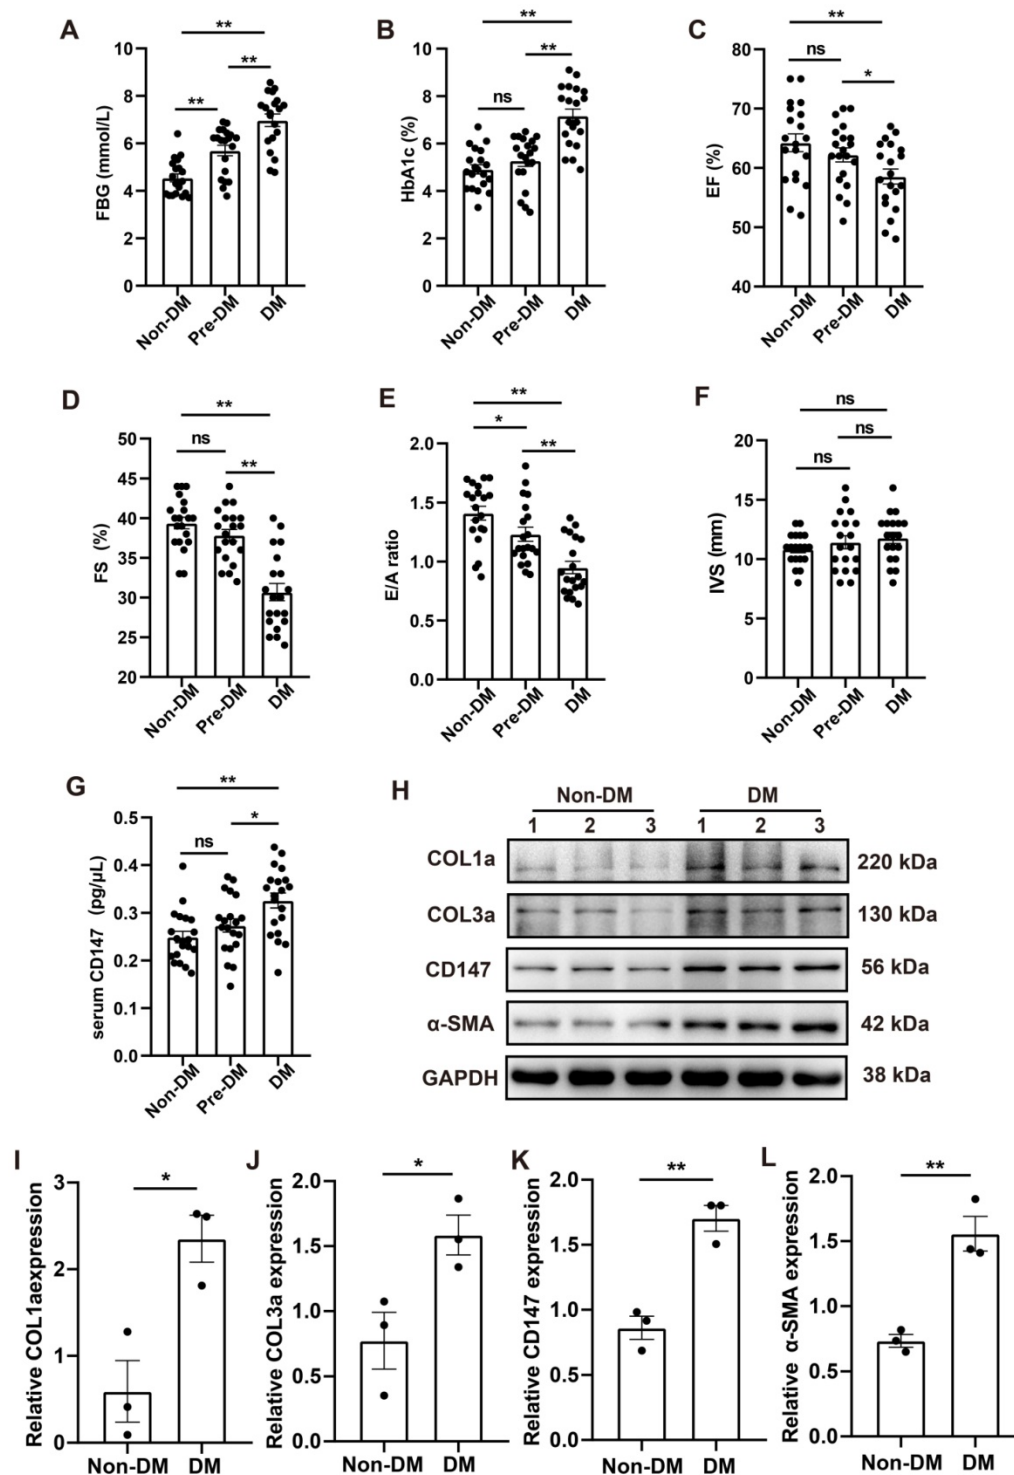 A
**
**
**
FBG (mmol/L)
10
8
6
4
2
0
Non-DM
Pre-DM
DM
B
**
**
ns
HbA1c (%)
10
8
6
4
2
0
Non-DM
Pre-DM
DM
C
**
ns
*
EF (%)
80
70
60
50
40
Non-DM
Pre-DM
DM
D
**
ns
**
FS (%)
50
45
40
35
30
25
20
Non-DM
Pre-DM
DM
E
**
*
**
E/A ratio
2.0
1.5
1.0
0.5
0.0
Non-DM
Pre-DM
DM
F
ns
ns
ns
IVS (mm)
20
15
10
5
0
Non-DM
Pre-DM
DM
G
**
*
ns
serum CD147 (pg/μL)
0.5
0.4
0.3
0.2
0.1
0.0
Non-DM
Pre-DM
DM
H
Non-DM DM
1 2 3 1 2 3
COL1a 220 kDa
COL3a 130 kDa
CD147 56 kDa
α-SMA 42 kDa
GAPDH 38 kDa
I
*
Relative COL1aexpression
3
2
1
0
Non-DM DM
J
*
Relative COL3a expression
2.0
1.5
1.0
0.5
0.0
Non-DM DM
K
**
Relative CD147 expression
2.0
1.5
1.0
0.5
0.0
Non-DM DM
L
**
Relative α-SMA expression
2.0
1.5
1.0
0.5
0.0
Non-DM DM